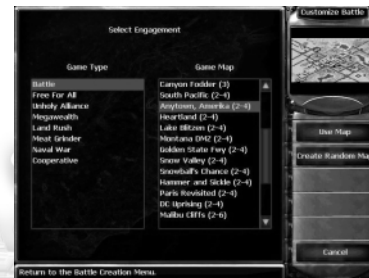 Customize Battle
Select Engagement
Game Type
Game Map
Battle
Free For All
Unholy Alliance
Megawealth
Land Rush
Meat Grinder
Naval War
Cooperative
Canyon Fodder (3)
South Pacific (2-4)
Anytown, Amerika (2-4)
Heartland (2-4)
Lake Blitzen (2-4)
Montana DMZ (2-4)
Golden State Fwy (2-4)
Snow Valley (2-4)
Snowball's Chance (2-4)
Hammer and Sickle (2-4)
Paris Revisited (2-4)
DC Uprising (2-4)
Malibu Cliffs (2-6)
Use Map
Create Random Ma
Cancel
Return to the Battle Creation Menu.